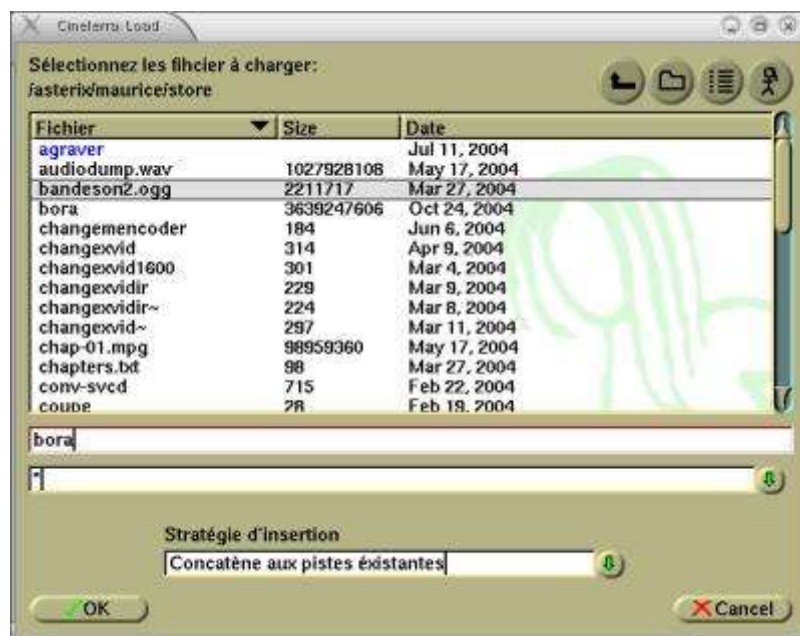 Cinelerra: Load
Sélectionnez les fihcier à charger:
/asterix/maurice/store
Fichier Size Date
agraver Jul 11, 2004
audiodump.wav 1027928108 May 17, 2004
bandeson2.ogg 2211717 Mar 27, 2004
bora 3639247606 Oct 24, 2004
changemencoder 184 Jun 6, 2004
changexvid 314 Apr 9, 2004
changexvid1600 301 Mar 4, 2004
changexvidir 229 Mar 9, 2004
changexvidir~ 224 Mar 8, 2004
changexvid~ 297 Mar 11, 2004
chap-01.mpg 98959360 May 17, 2004
chapters.txt 98 Mar 27, 2004
conv-svcd 715 Feb 22, 2004
coupe 28 Feb 19, 2004
bora
*
Stratégie d'insertion
Concatène aux pistes éxistantes
OK Cancel